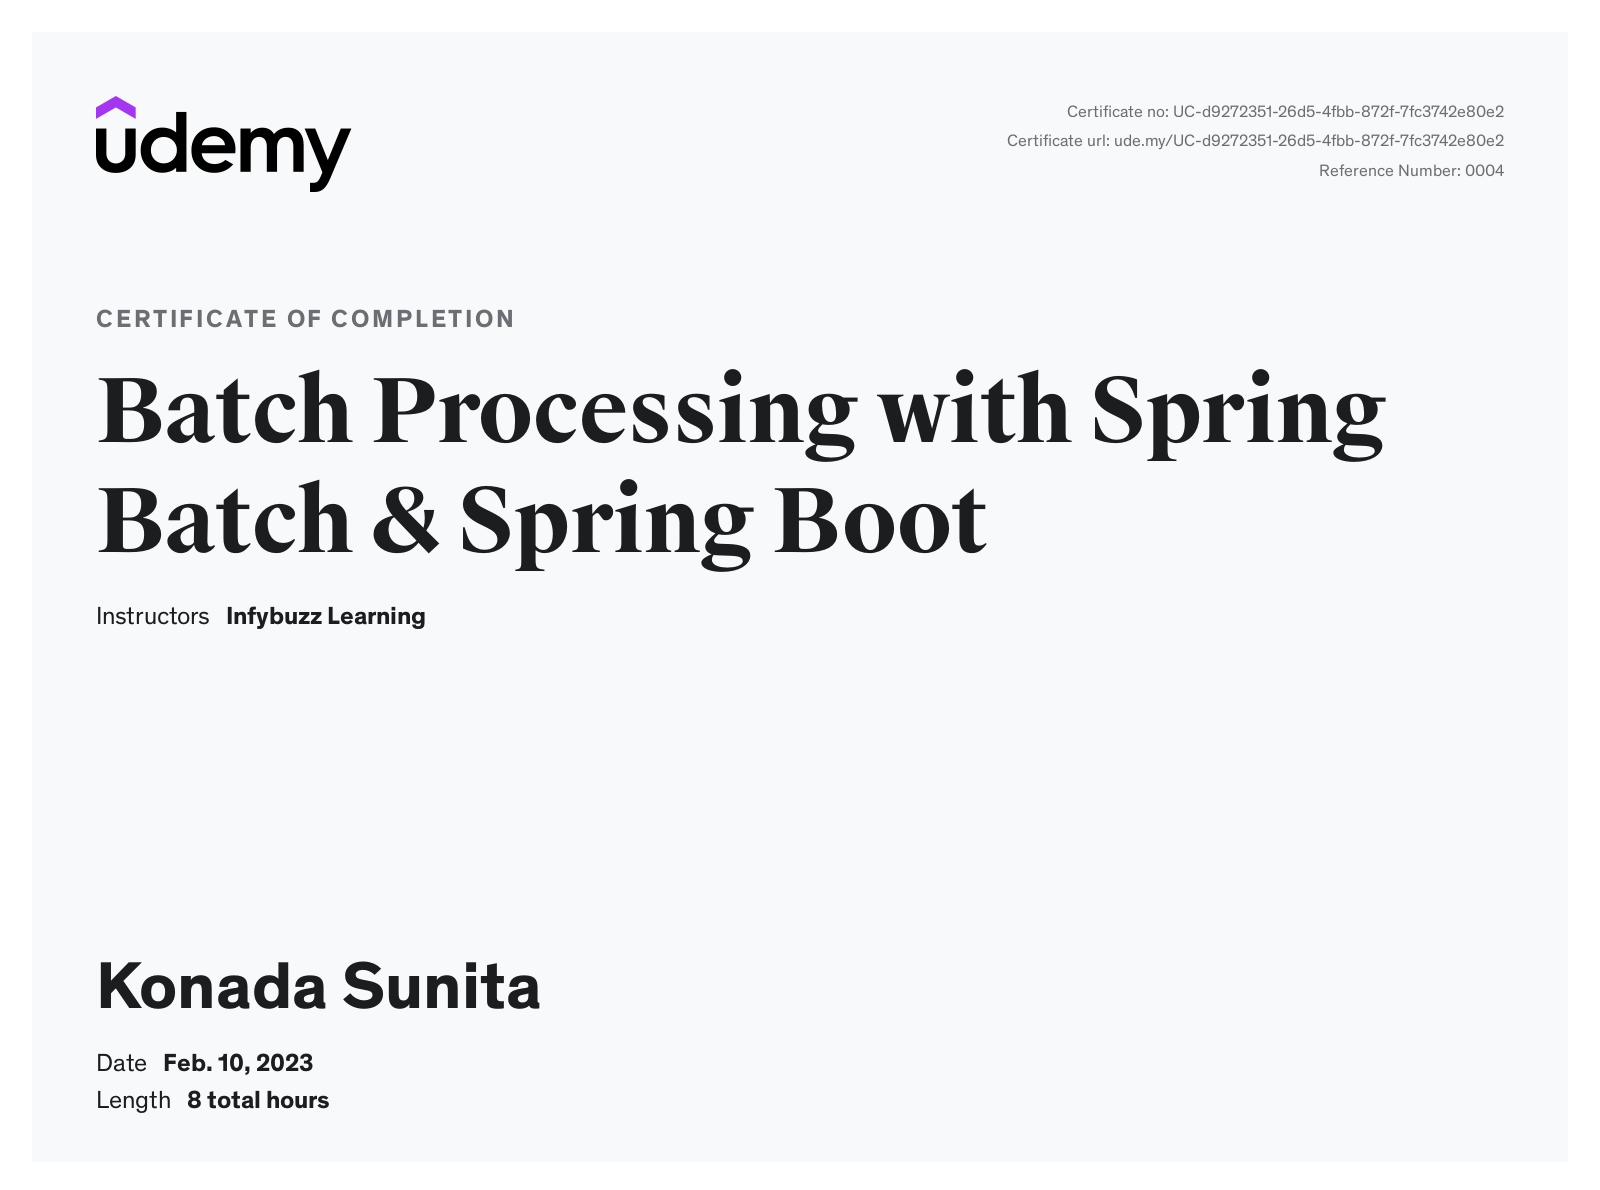 udemy
Certificate no: UC-d9272351-26d5-4fbb-872f-7fc3742e80e2
Certificate url: ude.my/UC-d9272351-26d5-4fbb-872f-7fc3742e80e2
Reference Number: 0004
CERTIFICATE OF COMPLETION
Batch Processing with Spring
Batch & Spring Boot
Instructors Infybuzz Learning
Konada Sunita
Date Feb. 10, 2023
Length 8 total hours